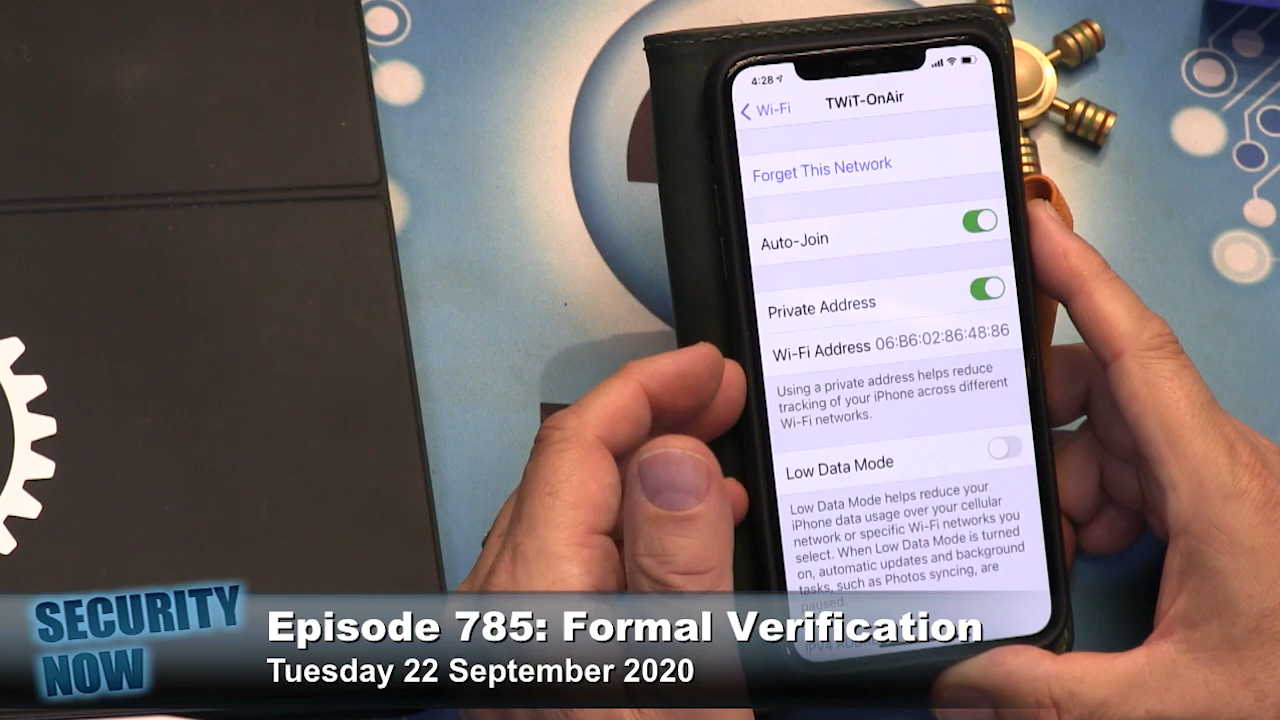 4:28
Wi-Fi
TWiT-OnAir
Forget This Network
Auto-Join
Private Address
Wi-Fi Address 06:B6:02:86:48:86
Using a private address helps reduce
tracking of your iPhone across different
Wi-Fi networks.
Low Data Mode
Low Data Mode helps reduce your
iPhone data usage over your cellular
network or specific Wi-Fi networks you
select. When Low Data Mode is turned
on, automatic updates and background
tasks, such as Photos syncing, are
paused.
SECURITY
NOW
Episode 785: Formal Verification
Tuesday 22 September 2020